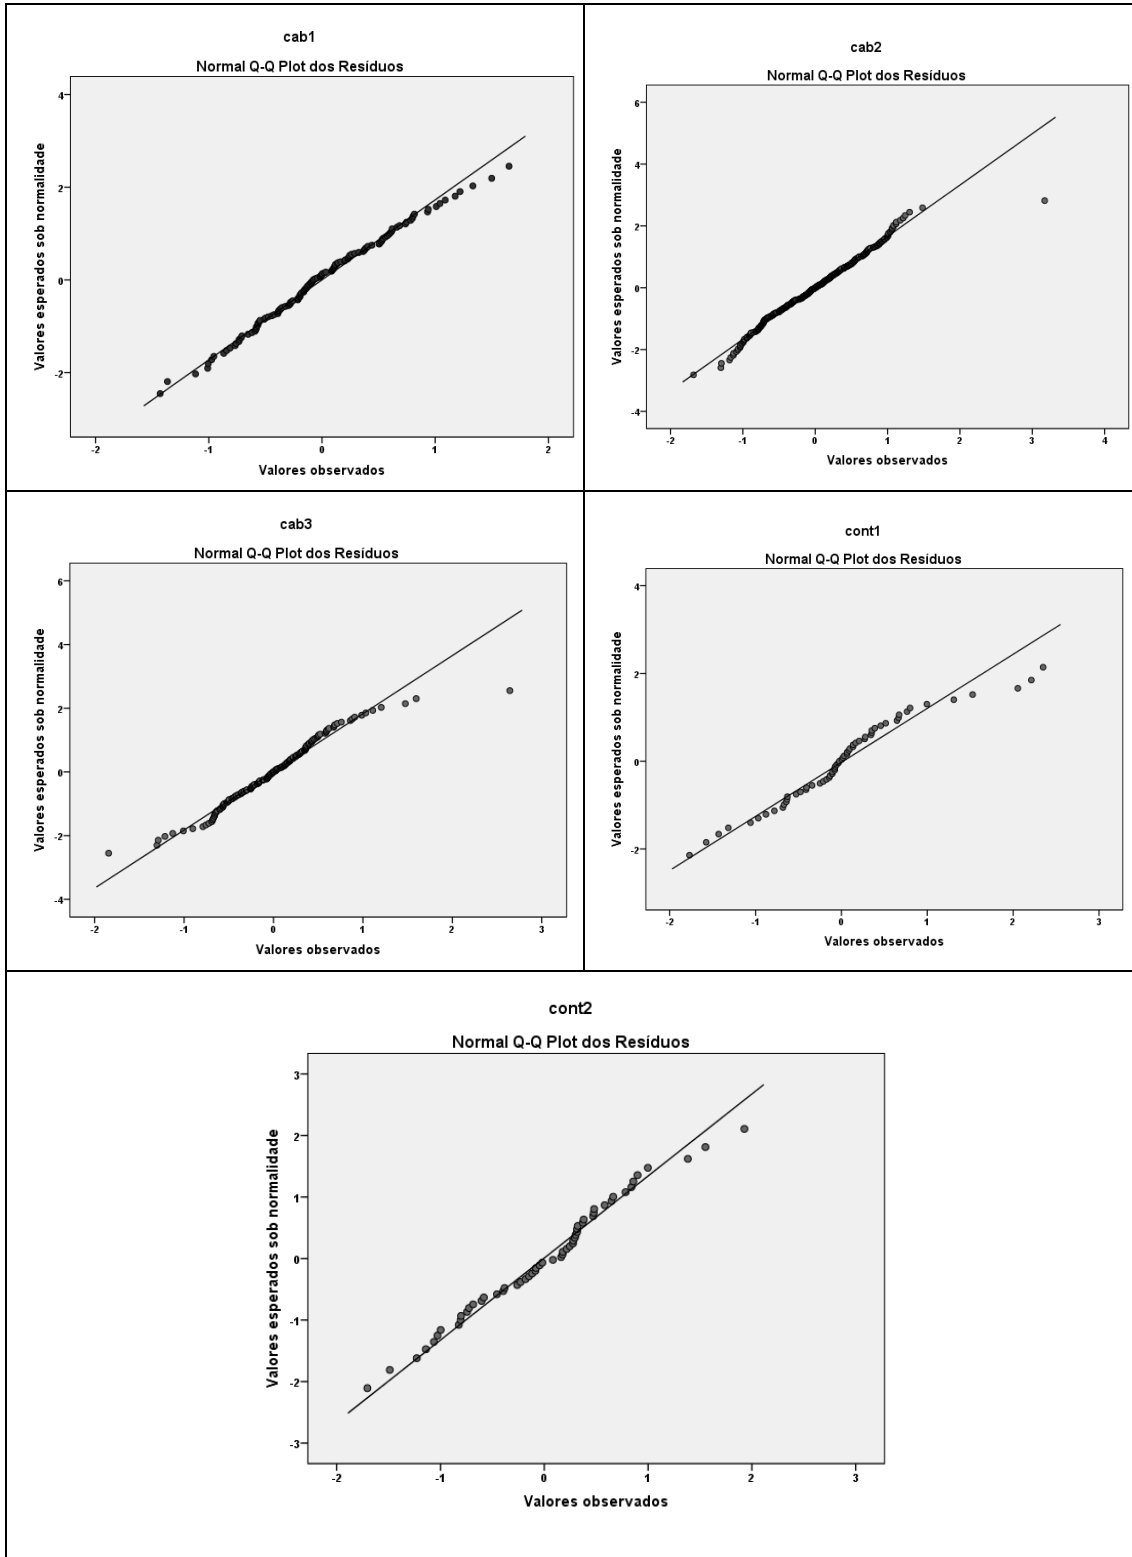 cab1
Normal Q-Q Plot dos Resíduos
Valores esperados sob normalidade
4
2
0
-2
-2
-1
0
1
2
Valores observados
cab2
Normal Q-Q Plot dos Resíduos
Valores esperados sob normalidade
6
4
2
0
-2
-4
-2
-1
0
1
2
3
4
Valores observados
cab3
Normal Q-Q Plot dos Resíduos
Valores esperados sob normalidade
6
4
2
0
-2
-4
-2
-1
0
1
2
3
Valores observados
cont1
Normal Q-Q Plot dos Resíduos
Valores esperados sob normalidade
4
2
0
-2
-2
-1
0
1
2
3
Valores observados
cont2
Normal Q-Q Plot dos Resíduos
Valores esperados sob normalidade
3
2
1
0
-1
-2
-3
-2
-1
0
1
2
3
Valores observados